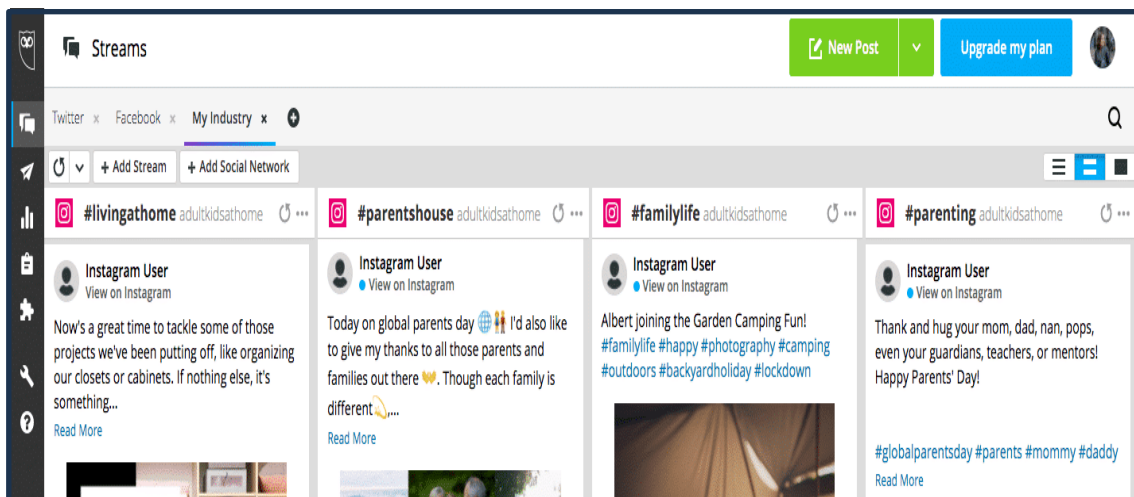 Streams
New Post
Upgrade my plan
Twitter × Facebook × My Industry ×
+ Add Stream + Add Social Network
#livingathome adultkidsathome
Instagram User
View on Instagram
Now's a great time to tackle some of those
projects we've been putting off, like organizing
our closets or cabinets. If nothing else, it's
something...
Read More
#parentshouse adultkidsathome
Instagram User
View on Instagram
Today on global parents day 🌐👫 I'd also like
to give my thanks to all those parents and
families out there 👐. Though each family is
different💫,...
Read More
#familylife adultkidsathome
Instagram User
View on Instagram
Albert joining the Garden Camping Fun!
#familylife #happy #photography #camping
#outdoors #backyardholiday #lockdown
#parenting adultkidsathome
Instagram User
View on Instagram
Thank and hug your mom, dad, nan, pops,
even your guardians, teachers, or mentors!
Happy Parents' Day!
#globalparentsday #parents #mommy #daddy
Read More